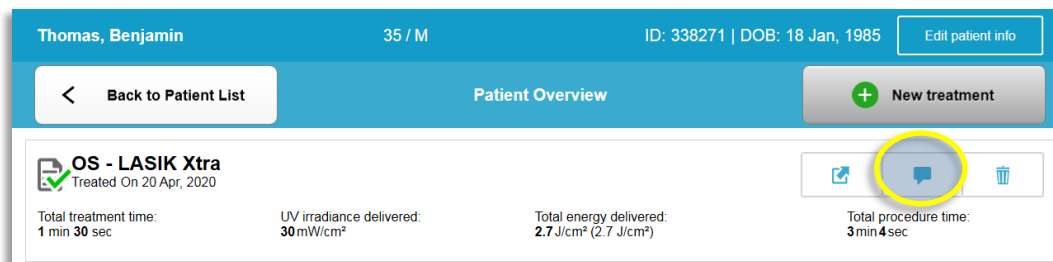 Thomas, Benjamin 35 / M ID: 338271 | DOB: 18 Jan, 1985 Edit patient info
Back to Patient List Patient Overview New treatment
OS - LASIK Xtra
Treated On 20 Apr, 2020
Total treatment time: UV irradiance delivered: Total energy delivered: Total procedure time:
1 min 30 sec 30 mW/cm² 2.7 J/cm² (2.7 J/cm²) 3 min 4 sec